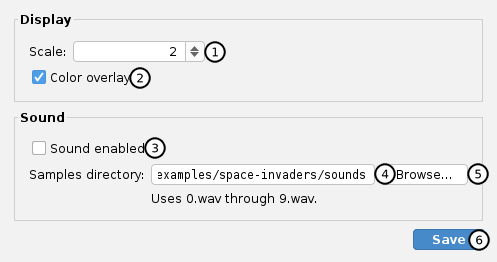 Display
Scale: 2 1
Color overlay 2
Sound
Sound enabled 3
Samples directory: examples/space-invaders/sounds 4 Browse... 5
Uses 0.wav through 9.wav.
Save 6